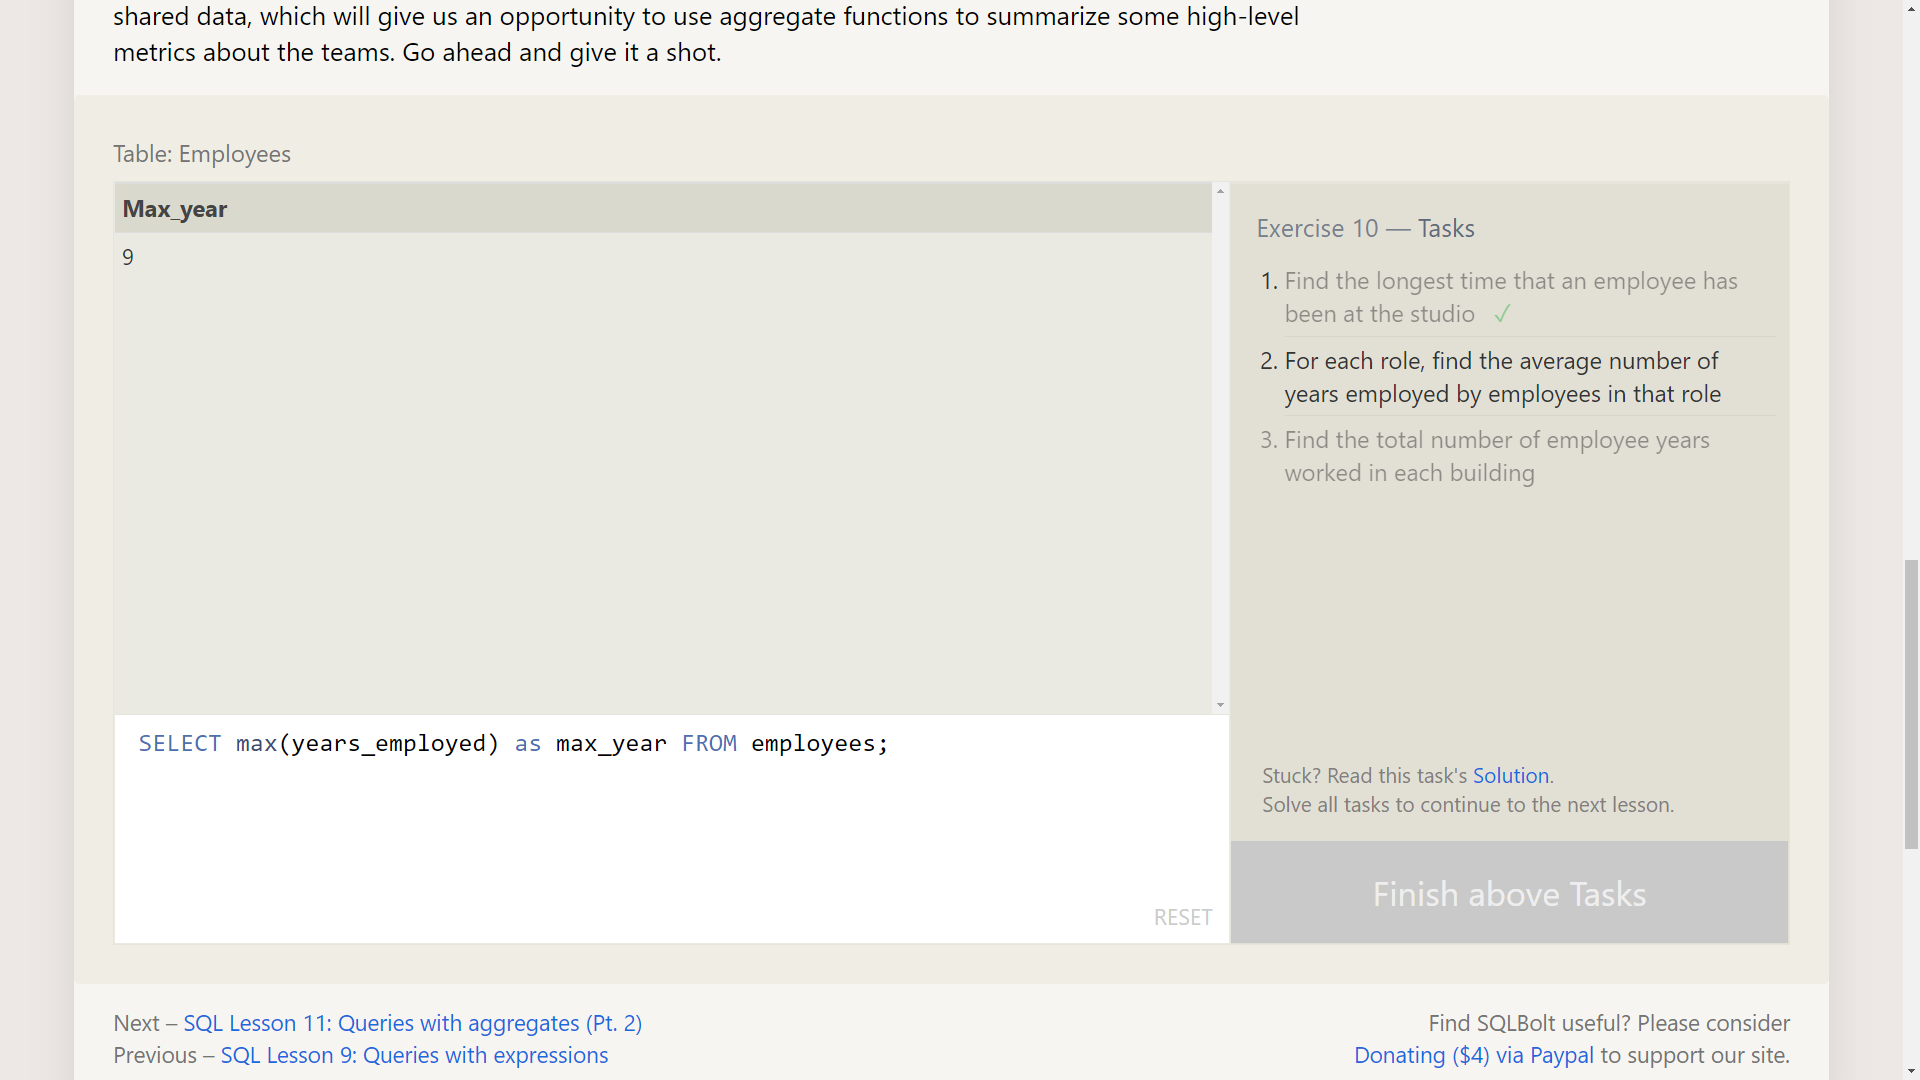 shared data, which will give us an opportunity to use aggregate functions to summarize some high-level
metrics about the teams. Go ahead and give it a shot.
Table: Employees
Max_year
9
SELECT max(years_employed) as max_year FROM employees;
RESET
Exercise 10 — Tasks
1. Find the longest time that an employee has
been at the studio ✓
2. For each role, find the average number of
years employed by employees in that role
3. Find the total number of employee years
worked in each building
Stuck? Read this task's Solution.
Solve all tasks to continue to the next lesson.
Finish above Tasks
Next – SQL Lesson 11: Queries with aggregates (Pt. 2)
Previous – SQL Lesson 9: Queries with expressions
Find SQLBolt useful? Please consider
Donating ($4) via Paypal to support our site.